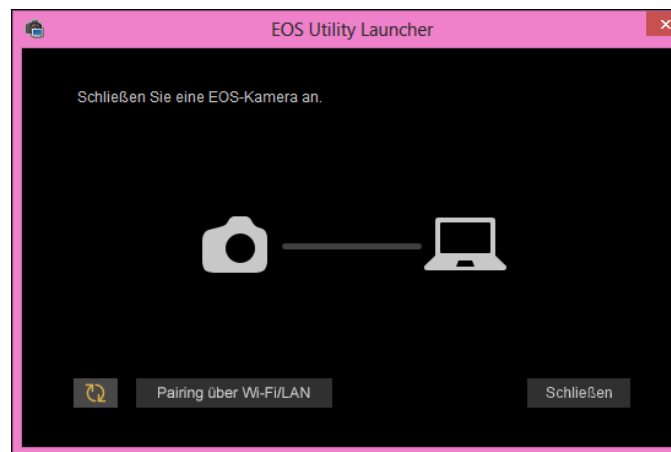 EOS Utility Launcher
Schließen Sie eine EOS-Kamera an.
Pairing über Wi-Fi/LAN
Schließen